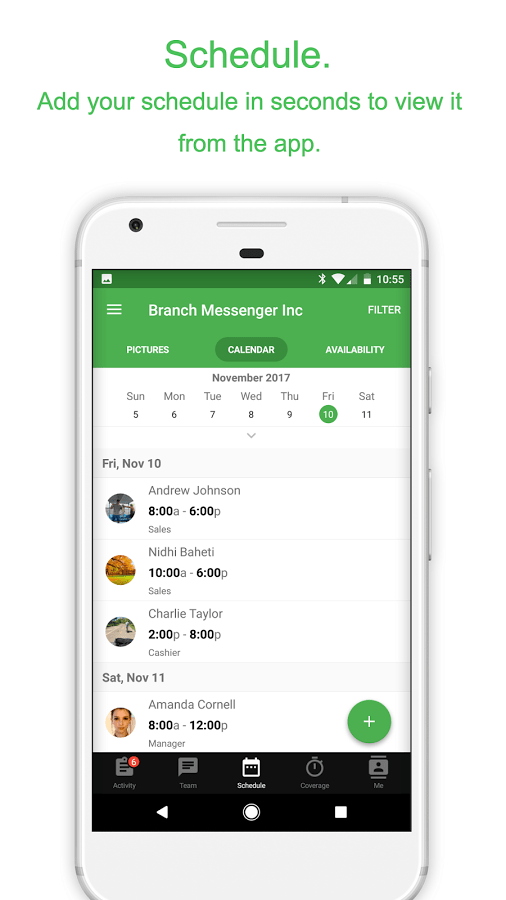 Schedule.
Add your schedule in seconds to view it
from the app.
10:55
Branch Messenger Inc
FILTER
PICTURES
CALENDAR
AVAILABILITY
November 2017
Sun Mon Tue Wed Thu Fri Sat
5 6 7 8 9 10 11
Fri, Nov 10
Andrew Johnson
8:00a - 6:00p
Sales
Nidhi Baheti
10:00a - 6:00p
Sales
Charlie Taylor
2:00p - 8:00p
Cashier
Sat, Nov 11
Amanda Cornell
8:00a - 12:00p
Manager
+
6
Activity
Team
Schedule
Coverage
Me